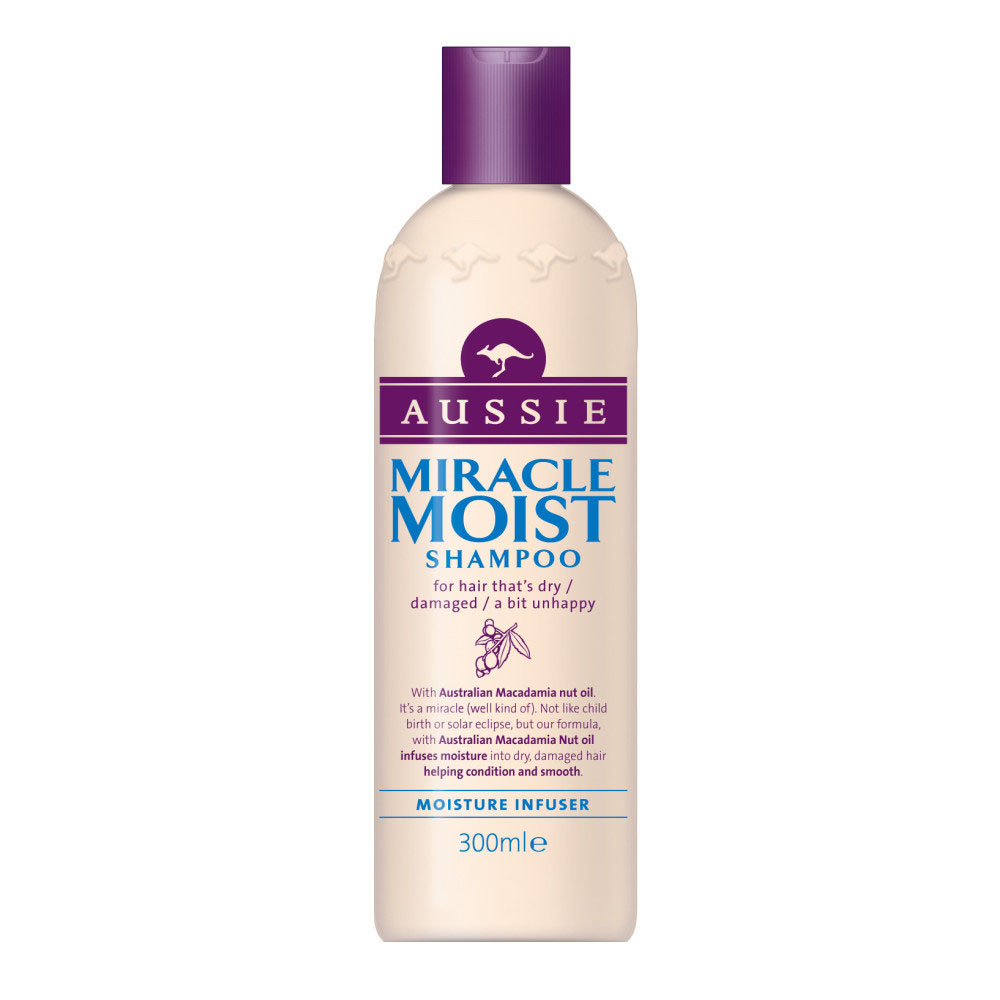 AUSSIE
MIRACLE
MOIST
SHAMPOO
for hair that's dry /
damaged / a bit unhappy
With Australian Macadamia nut oil.
It's a miracle (well kind of). Not like child
birth or solar eclipse, but our formula,
with Australian Macadamia Nut oil
infuses moisture into dry, damaged hair
helping condition and smooth.
MOISTURE INFUSER
300ml℮